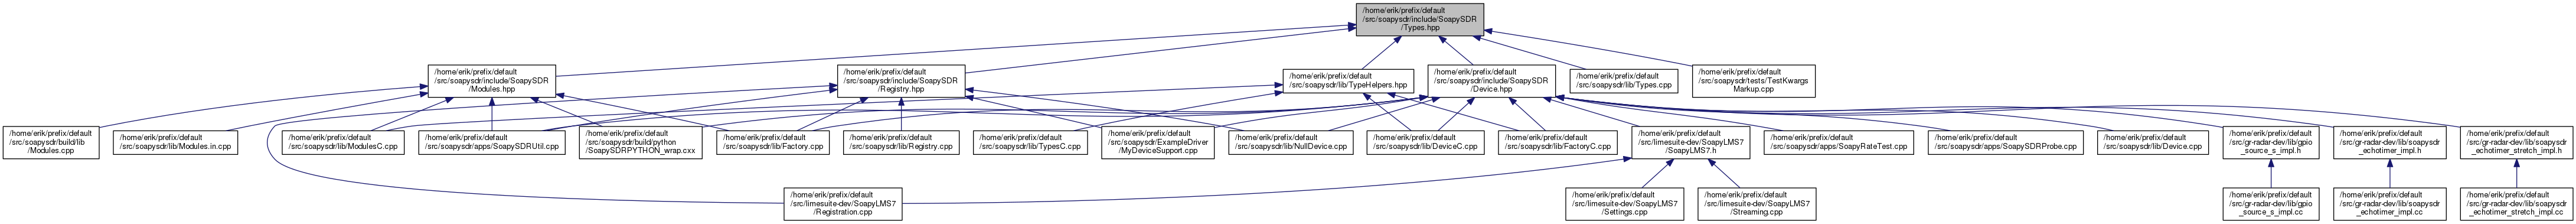 /home/erik/prefix/default
/src/soapysdr/include/SoapySDR
/Types.hpp
/home/erik/prefix/default
/src/soapysdr/include/SoapySDR
/Modules.hpp
/home/erik/prefix/default
/src/soapysdr/include/SoapySDR
/Registry.hpp
/home/erik/prefix/default
/src/soapysdr/lib/TypeHelpers.hpp
/home/erik/prefix/default
/src/soapysdr/include/SoapySDR
/Device.hpp
/home/erik/prefix/default
/src/soapysdr/lib/Types.cpp
/home/erik/prefix/default
/src/soapysdr/tests/TestKwargs
Markup.cpp
/home/erik/prefix/default
/src/soapysdr/build/lib
/Modules.cpp
/home/erik/prefix/default
/src/soapysdr/lib/Modules.in.cpp
/home/erik/prefix/default
/src/soapysdr/lib/ModulesC.cpp
/home/erik/prefix/default
/src/soapysdr/apps/SoapySDRUtil.cpp
/home/erik/prefix/default
/src/soapysdr/build/python
/SoapySDRPYTHON_wrap.cxx
/home/erik/prefix/default
/src/soapysdr/lib/Factory.cpp
/home/erik/prefix/default
/src/soapysdr/lib/Registry.cpp
/home/erik/prefix/default
/src/soapysdr/lib/TypesC.cpp
/home/erik/prefix/default
/src/soapysdr/ExampleDriver
/MyDeviceSupport.cpp
/home/erik/prefix/default
/src/soapysdr/lib/NullDevice.cpp
/home/erik/prefix/default
/src/soapysdr/lib/DeviceC.cpp
/home/erik/prefix/default
/src/soapysdr/lib/FactoryC.cpp
/home/erik/prefix/default
/src/limesuite-dev/SoapyLMS7
/SoapyLMS7.h
/home/erik/prefix/default
/src/soapysdr/apps/SoapyRateTest.cpp
/home/erik/prefix/default
/src/soapysdr/apps/SoapySDRProbe.cpp
/home/erik/prefix/default
/src/soapysdr/lib/Device.cpp
/home/erik/prefix/default
/src/gr-radar-dev/lib/gpio
_source_s_impl.h
/home/erik/prefix/default
/src/gr-radar-dev/lib/soapysdr
_echotimer_impl.h
/home/erik/prefix/default
/src/gr-radar-dev/lib/soapysdr
_echotimer_stretch_impl.h
/home/erik/prefix/default
/src/limesuite-dev/SoapyLMS7
/Registration.cpp
/home/erik/prefix/default
/src/limesuite-dev/SoapyLMS7
/Settings.cpp
/home/erik/prefix/default
/src/limesuite-dev/SoapyLMS7
/Streaming.cpp
/home/erik/prefix/default
/src/gr-radar-dev/lib/gpio
_source_s_impl.cc
/home/erik/prefix/default
/src/gr-radar-dev/lib/soapysdr
_echotimer_impl.cc
/home/erik/prefix/default
/src/gr-radar-dev/lib/soapysdr
_echotimer_stretch_impl.cc